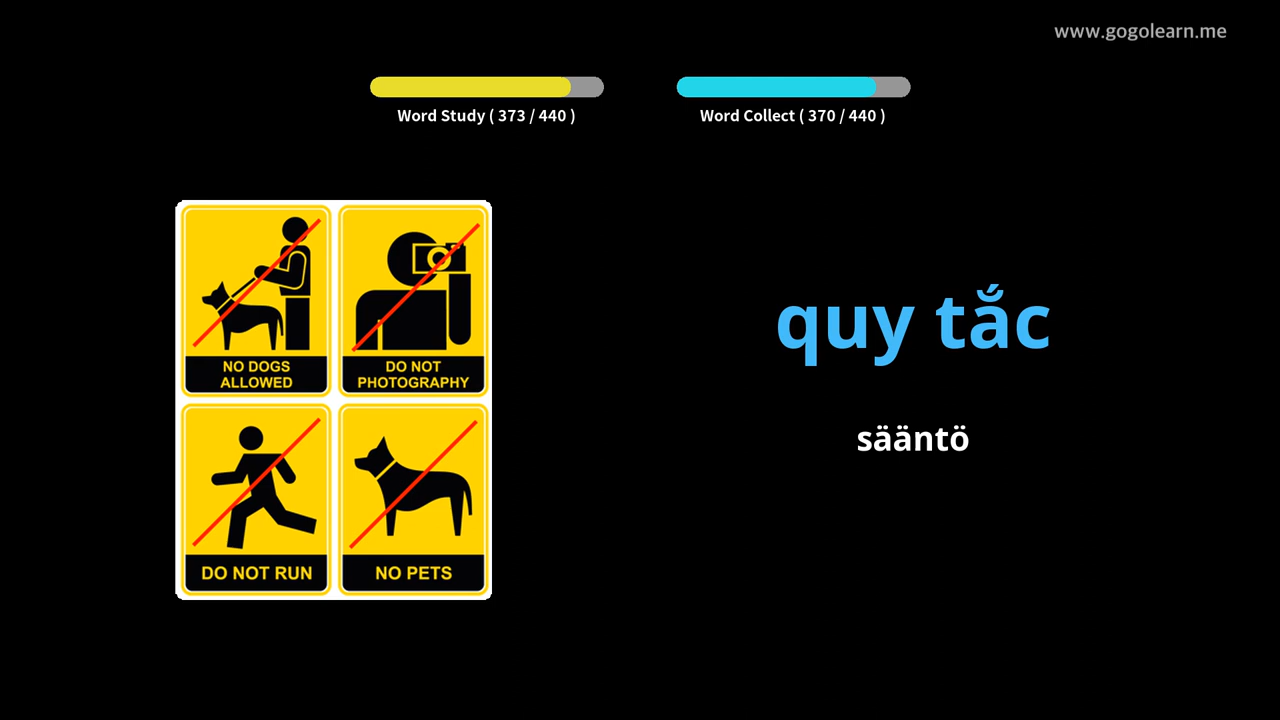 www.gogolearn.me
Word Study ( 373 / 440 )
Word Collect ( 370 / 440 )
NO DOGS
ALLOWED
DO NOT
PHOTOGRAPHY
DO NOT RUN
NO PETS
quy tắc
sääntö